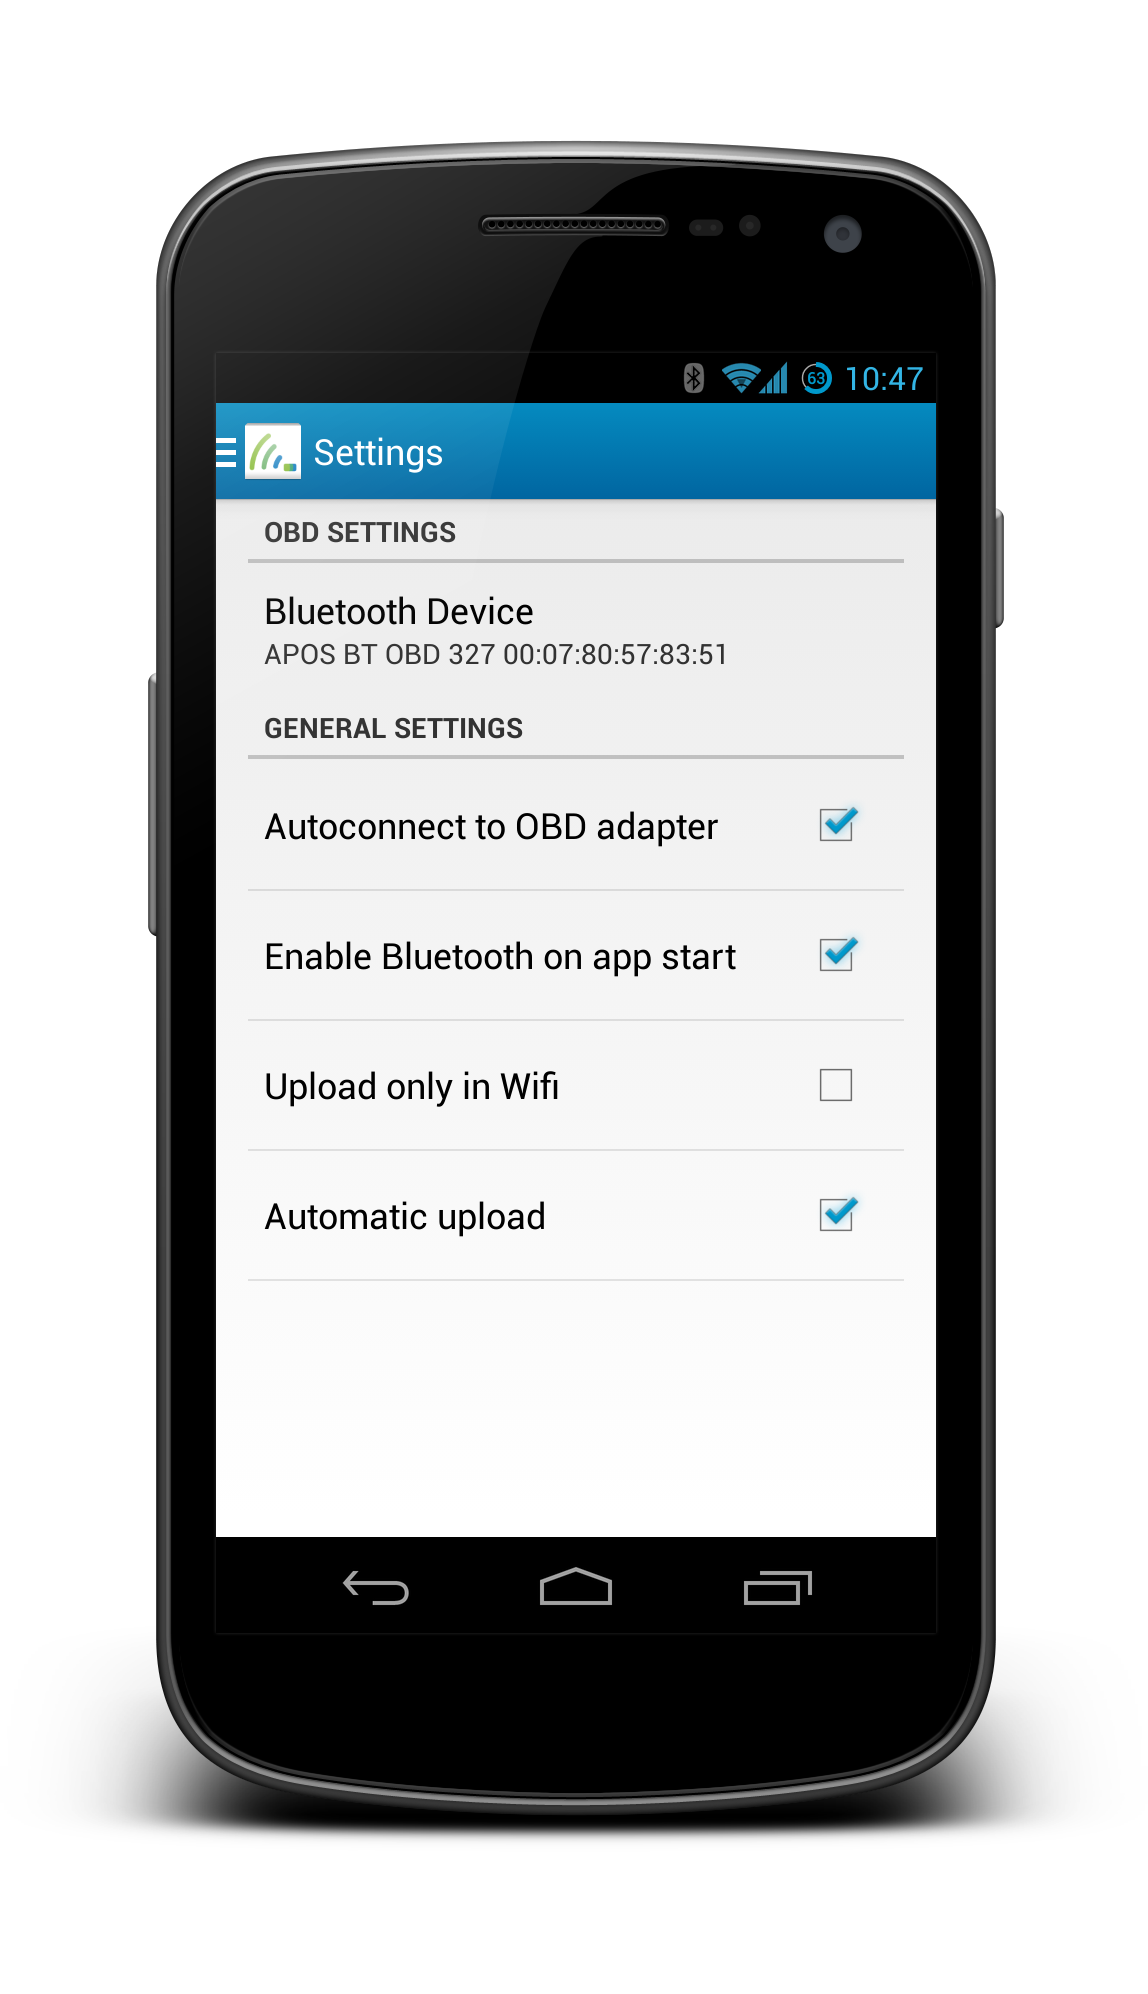 63 10:47
Settings
OBD SETTINGS
Bluetooth Device
APOS BT OBD 327 00:07:80:57:83:51
GENERAL SETTINGS
Autoconnect to OBD adapter
Enable Bluetooth on app start
Upload only in Wifi
Automatic upload